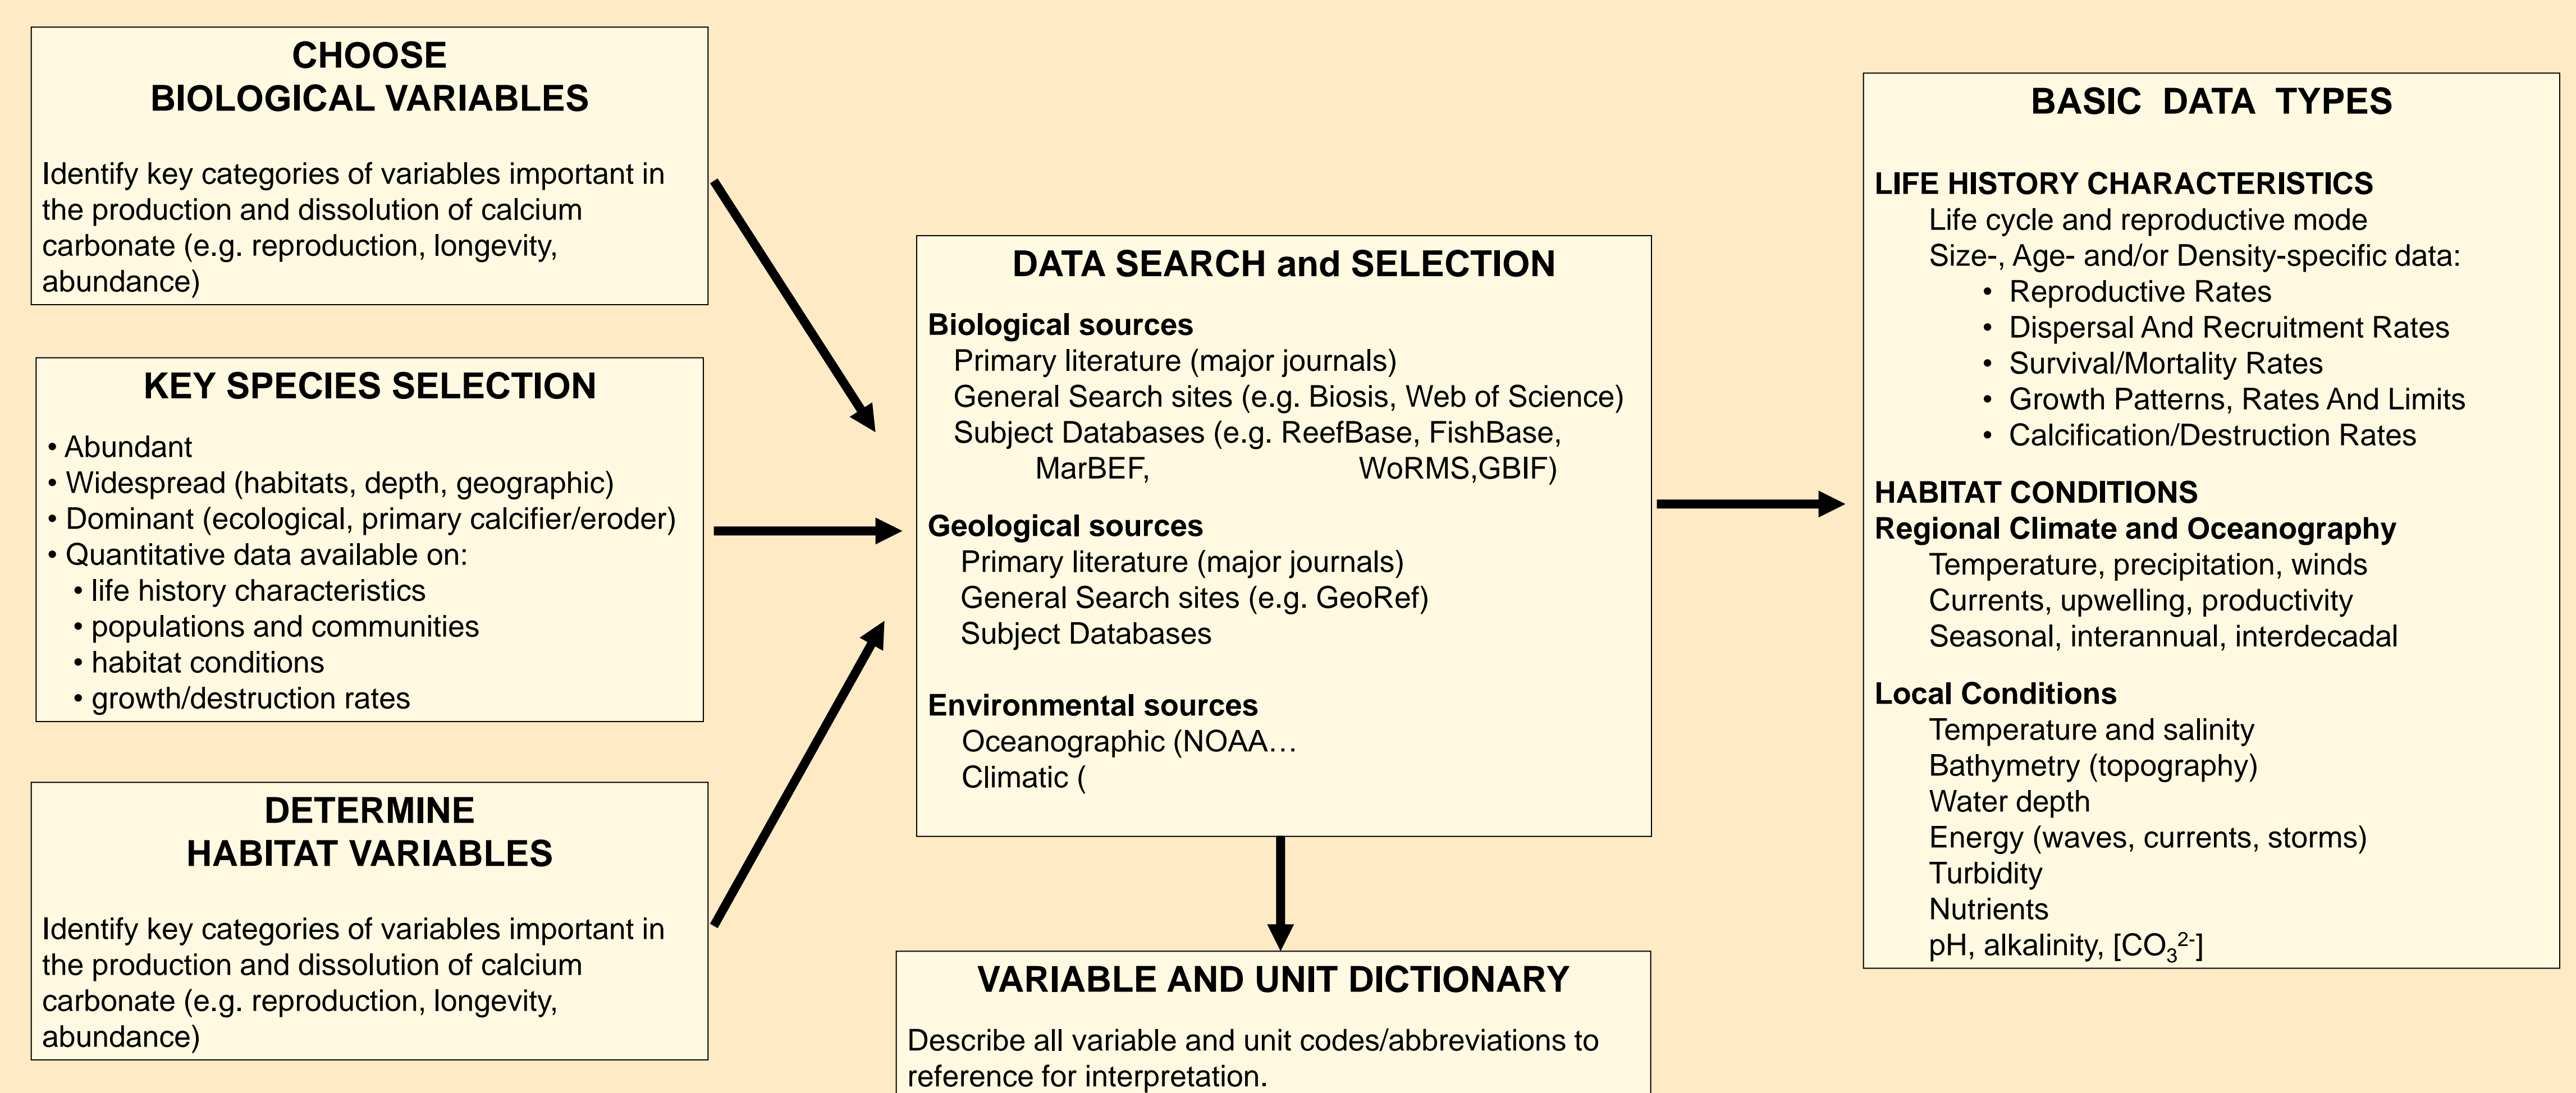 CHOOSE
BIOLOGICAL VARIABLES
Identify key categories of variables important in
the production and dissolution of calcium
carbonate (e.g. reproduction, longevity,
abundance)
KEY SPECIES SELECTION
• Abundant
• Widespread (habitats, depth, geographic)
• Dominant (ecological, primary calcifier/eroder)
• Quantitative data available on:
• life history characteristics
• populations and communities
• habitat conditions
• growth/destruction rates
DETERMINE
HABITAT VARIABLES
Identify key categories of variables important in
the production and dissolution of calcium
carbonate (e.g. reproduction, longevity,
abundance)
DATA SEARCH and SELECTION
Biological sources
Primary literature (major journals)
General Search sites (e.g. Biosis, Web of Science)
Subject Databases (e.g. ReefBase, FishBase,
MarBEF, WoRMS,GBIF)
Geological sources
Primary literature (major journals)
General Search sites (e.g. GeoRef)
Subject Databases
Environmental sources
Oceanographic (NOAA…
Climatic (
VARIABLE AND UNIT DICTIONARY
Describe all variable and unit codes/abbreviations to
reference for interpretation.
BASIC DATA TYPES
LIFE HISTORY CHARACTERISTICS
Life cycle and reproductive mode
Size-, Age- and/or Density-specific data:
• Reproductive Rates
• Dispersal And Recruitment Rates
• Survival/Mortality Rates
• Growth Patterns, Rates And Limits
• Calcification/Destruction Rates
HABITAT CONDITIONS
Regional Climate and Oceanography
Temperature, precipitation, winds
Currents, upwelling, productivity
Seasonal, interannual, interdecadal
Local Conditions
Temperature and salinity
Bathymetry (topography)
Water depth
Energy (waves, currents, storms)
Turbidity
Nutrients
pH, alkalinity, [CO₃²⁻]